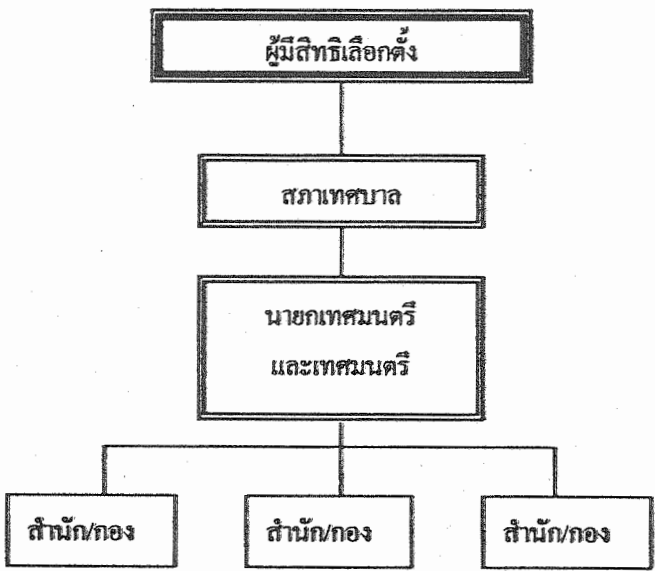 ผู้มีสิทธิเลือกตั้ง
สภาเทศบาล
นายกเทศมนตรี
และเทศมนตรี
สำนัก/กอง
สำนัก/กอง
สำนัก/กอง